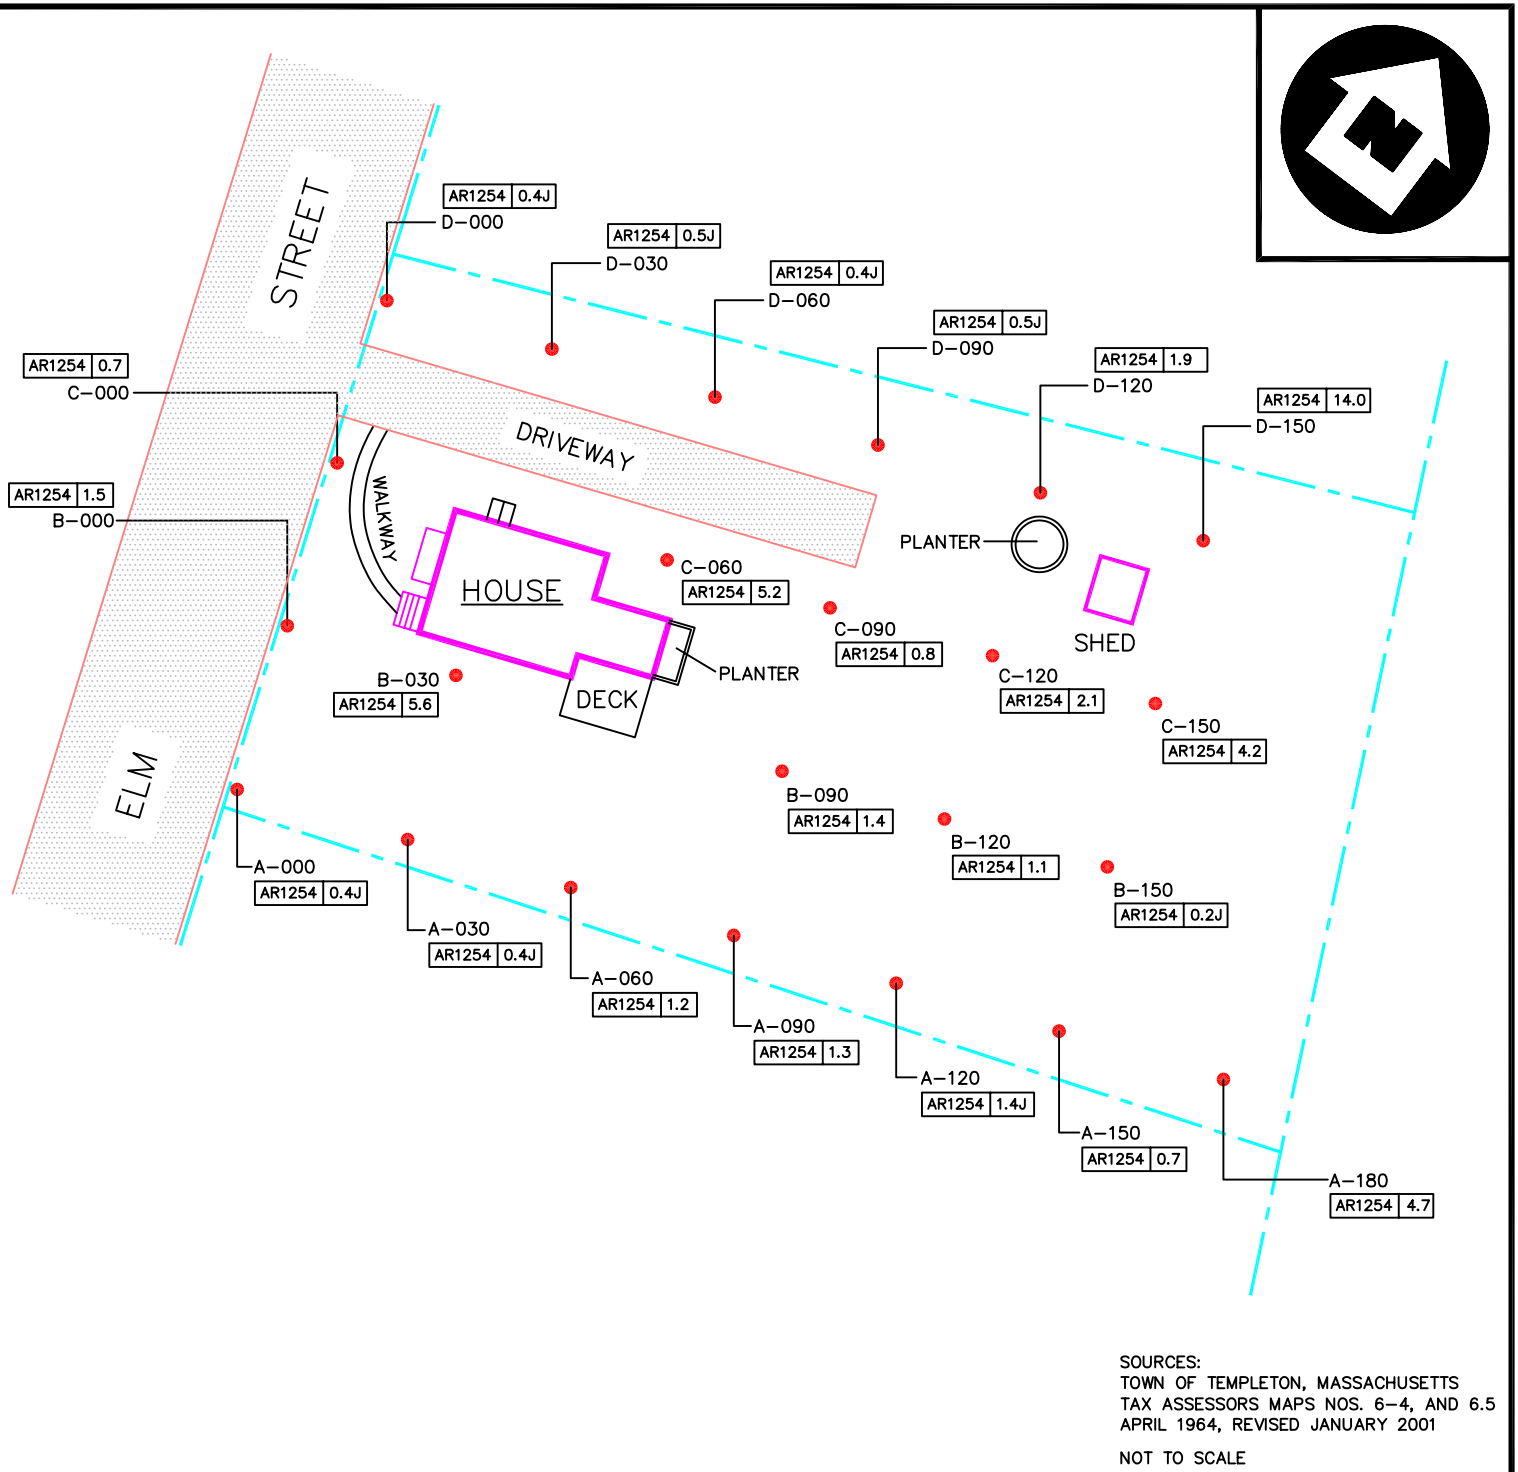 N
AR1254 0.4J
D-000
AR1254 0.5J
D-030
AR1254 0.4J
D-060
AR1254 0.5J
D-090
AR1254 1.9
D-120
AR1254 14.0
D-150
STREET
AR1254 0.7
C-000
DRIVEWAY
AR1254 1.5
B-000
WALKWAY
HOUSE
PLANTER
C-060
AR1254 5.2
C-090
AR1254 0.8
SHED
C-120
AR1254 2.1
C-150
AR1254 4.2
PLANTER
B-030
AR1254 5.6
DECK
ELM
B-090
AR1254 1.4
B-120
AR1254 1.1
B-150
AR1254 0.2J
A-000
AR1254 0.4J
A-030
AR1254 0.4J
A-060
AR1254 1.2
A-090
AR1254 1.3
A-120
AR1254 1.4J
A-150
AR1254 0.7
A-180
AR1254 4.7
SOURCES:
TOWN OF TEMPLETON, MASSACHUSETTS
TAX ASSESSORS MAPS NOS. 6-4, AND 6.5
APRIL 1964, REVISED JANUARY 2001
NOT TO SCALE